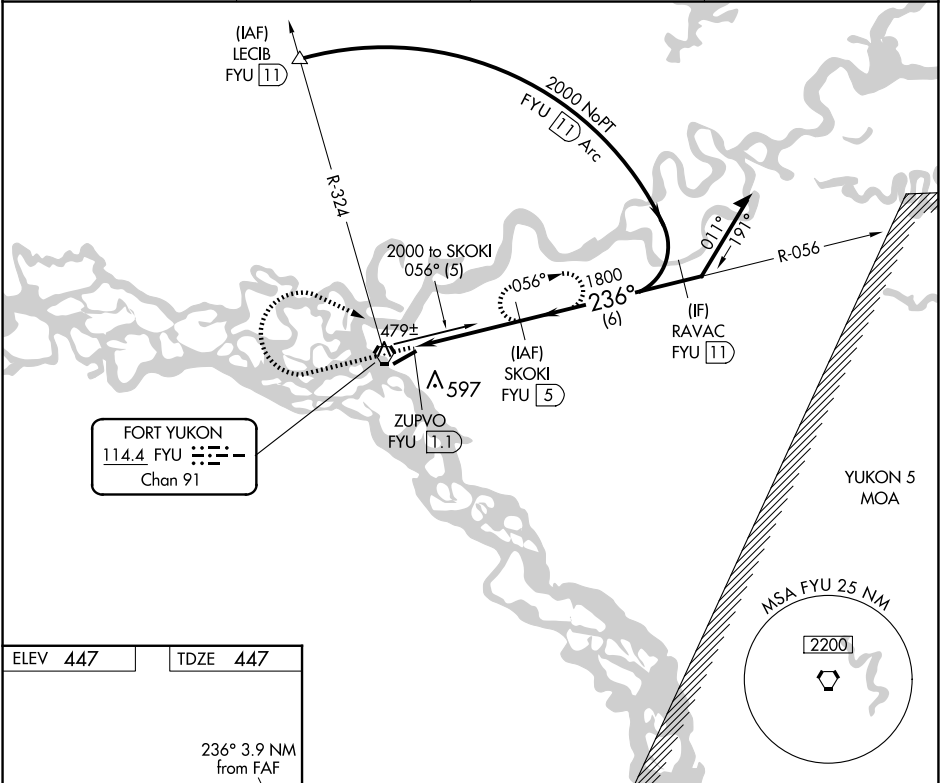 (IAF)
LECIB
FYU 11
2000 NoPT
FYU 11 Arc
R-324
2000 to SKOKI
056° (5)
056°
1800
236°
(6)
011°
191°
R-056
(IF)
RAVAC
FYU 11
479±
(IAF)
SKOKI
FYU 5
597
ZUPVO
FYU 1.1
FORT YUKON
114.4 FYU
Chan 91
YUKON 5
MOA
MSA FYU 25 NM
2200
ELEV 447
TDZE 447
236° 3.9 NM
from FAF